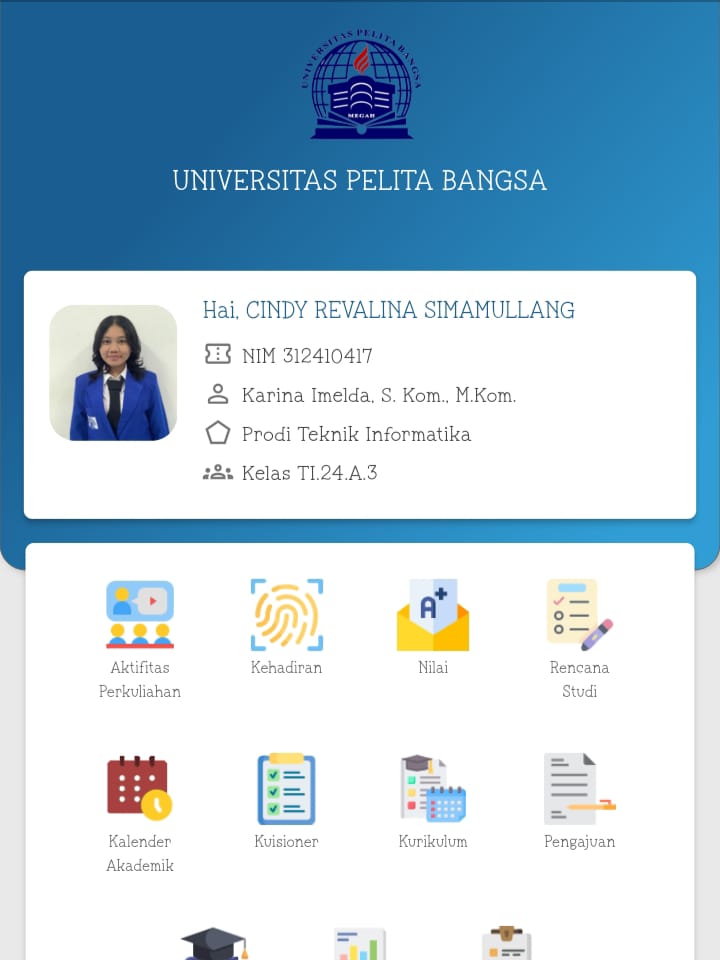 UNIVERSITAS PELITA BANGSA
MEGAH
UNIVERSITAS PELITA BANGSA
Hai, CINDY REVALINA SIMAMULLANG
NIM 312410417
Karina Imelda, S. Kom., M.Kom.
Prodi Teknik Informatika
Kelas TI.24.A.3
A+
Aktifitas
Perkuliahan
Kehadiran
Nilai
Rencana
Studi
Kalender
Akademik
Kuisioner
Kurikulum
Pengajuan